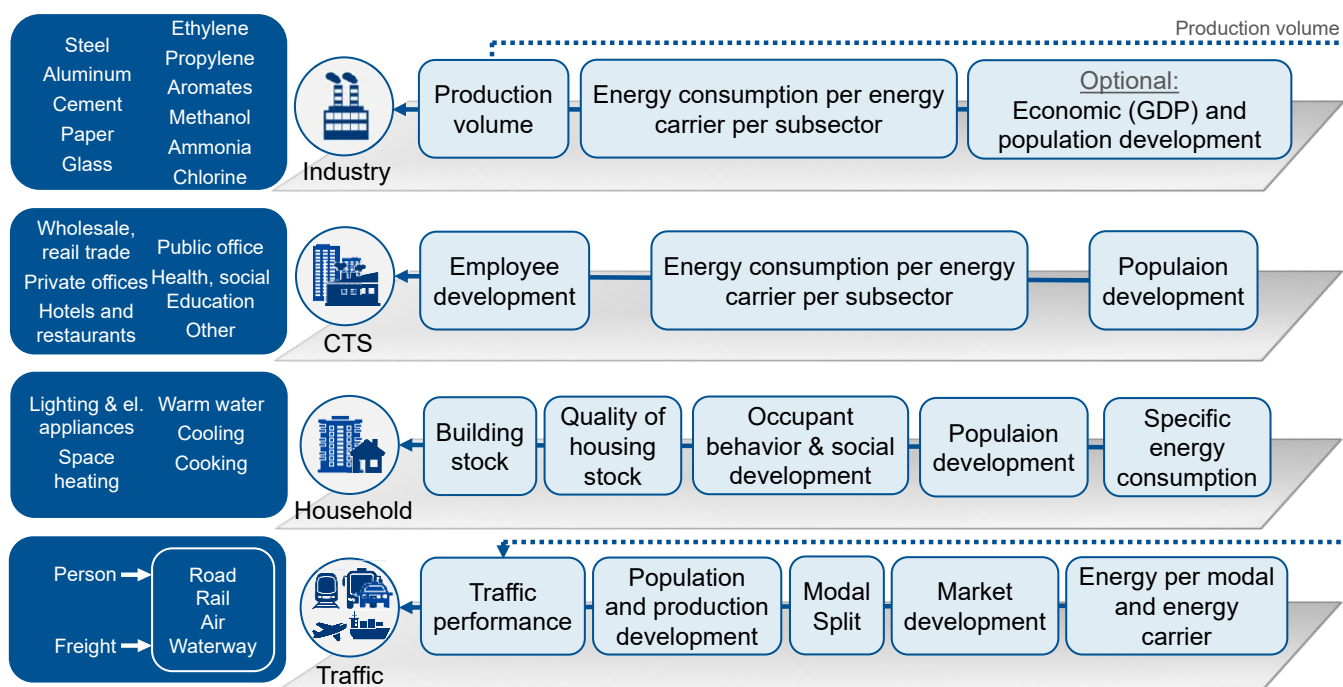 Steel
Aluminum
Cement
Paper
Glass
Ethylene
Propylene
Aromates
Methanol
Ammonia
Chlorine
Industry
Production volume
Production
volume
Energy consumption per energy
carrier per subsector
Optional:
Economic (GDP) and
population development
Wholesale,
reail trade
Private offices
Hotels and
restaurants
Public office
Health, social
Education
Other
CTS
Employee
development
Energy consumption per energy
carrier per subsector
Populaion
development
Lighting & el.
appliances
Space
heating
Warm water
Cooling
Cooking
Household
Building
stock
Quality of
housing
stock
Occupant
behavior & social
development
Populaion
development
Specific
energy
consumption
Person
Freight
Road
Rail
Air
Waterway
Traffic
Traffic
performance
Population
and production
development
Modal
Split
Market
development
Energy per modal
and energy
carrier